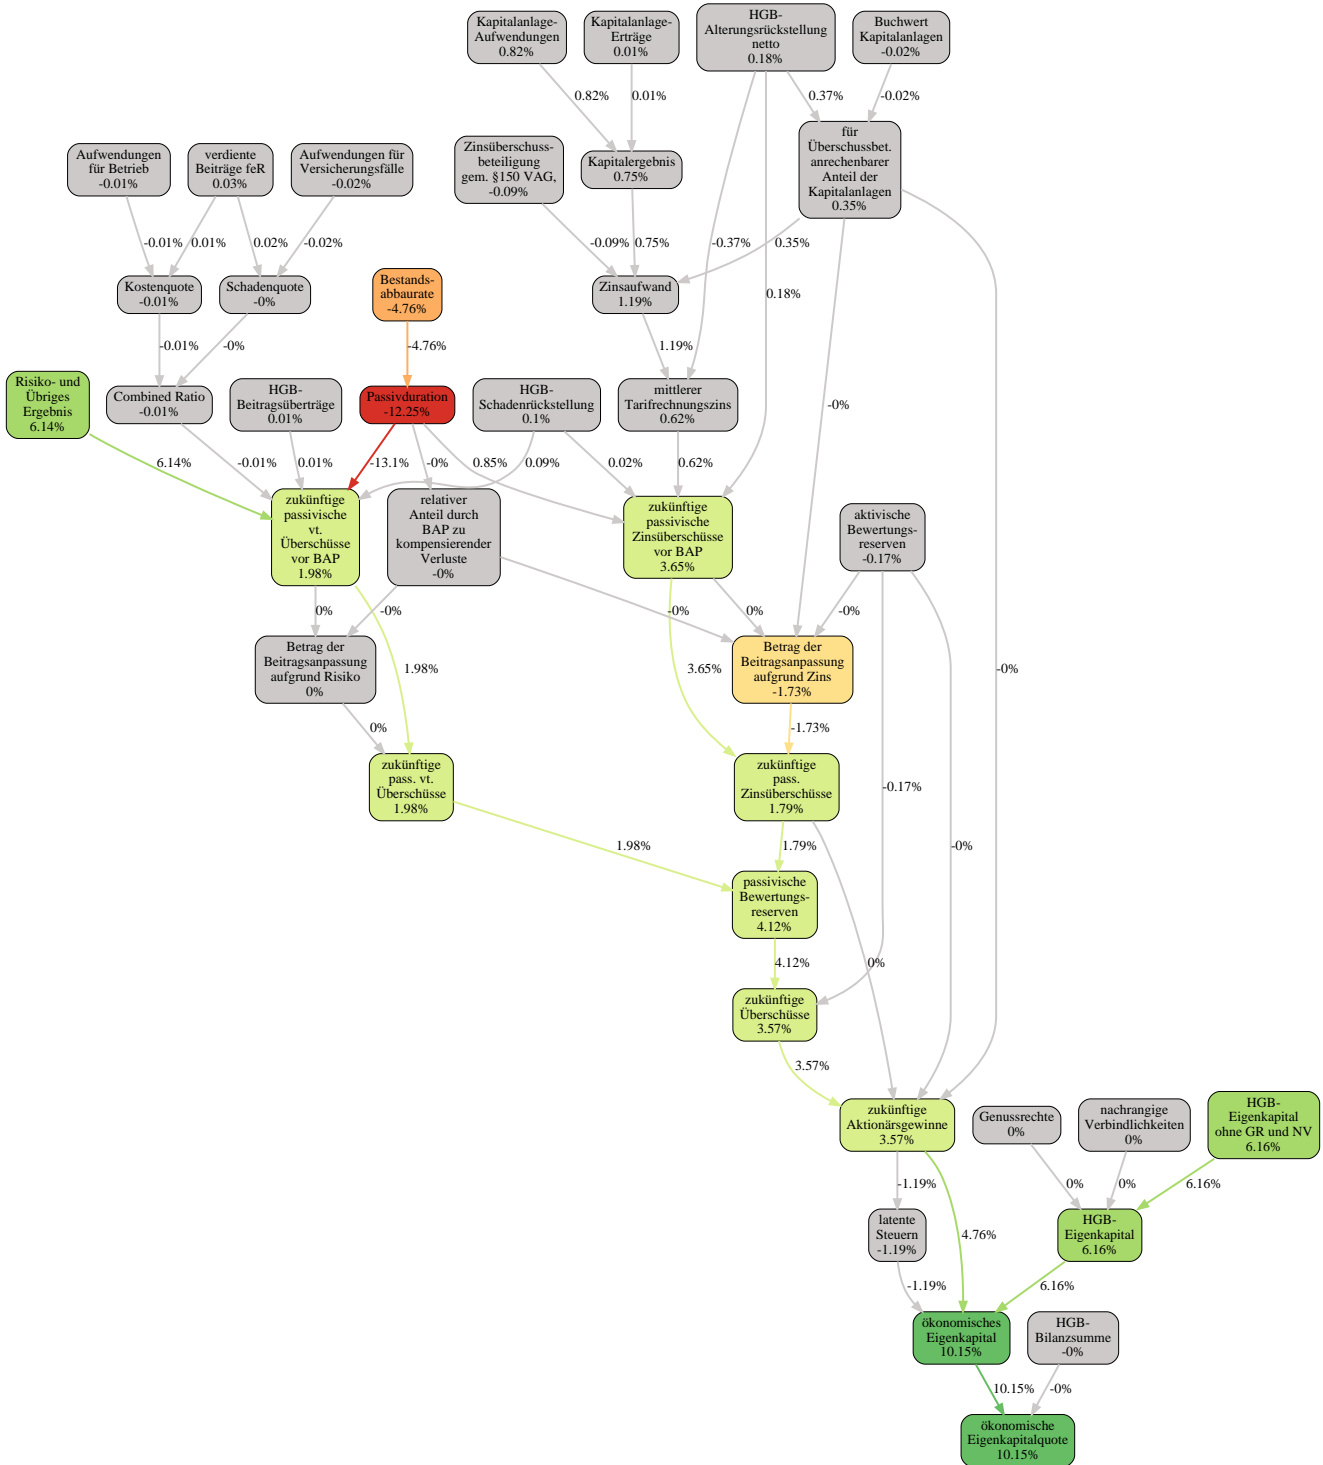 Kapitalanlage-
Aufwendungen
0.82%
Kapitalanlage-
Erträge
0.01%
HGB-
Alterungsrückstellung
netto
0.18%
Buchwert
Kapitalanlagen
-0.02%
0.82%
0.01%
0.37%
-0.02%
Aufwendungen
für Betrieb
-0.01%
verdiente
Beiträge feR
0.03%
Aufwendungen für
Versicherungsfälle
-0.02%
Zinsüberschuss-
beteiligung
gem. §150 VAG,
-0.09%
Kapitalergebnis
0.75%
für
Überschussbet.
anrechenbarer
Anteil der
Kapitalanlagen
0.35%
-0.01%
0.01%
0.02%
-0.02%
-0.09%
0.75%
-0.37%
0.35%
Kostenquote
-0.01%
Schadenquote
-0%
Bestands-
abbaurate
-4.76%
Zinsaufwand
1.19%
0.18%
-0.01%
-0%
-4.76%
1.19%
Risiko- und
Übriges
Ergebnis
6.14%
Combined Ratio
-0.01%
HGB-
Beitragsüberträge
0.01%
Passivduration
-12.25%
HGB-
Schadenrückstellung
0.1%
mittlerer
Tarifrechnungszins
0.62%
-0%
6.14%
-0.01%
0.01%
-13.1%
-0%
0.85%
0.09%
0.02%
0.62%
zukünftige
passivische
vt.
Überschüsse
vor BAP
1.98%
relativer
Anteil durch
BAP zu
kompensierender
Verluste
-0%
zukünftige
passivische
Zinsüberschüsse
vor BAP
3.65%
aktivische
Bewertungs-
reserven
-0.17%
0%
-0%
-0%
0%
-0%
Betrag der
Beitragsanpassung
aufgrund Risiko
0%
1.98%
3.65%
Betrag der
Beitragsanpassung
aufgrund Zins
-1.73%
-0%
0%
-1.73%
zukünftige
pass. vt.
Überschüsse
1.98%
zukünftige
pass.
Zinsüberschüsse
1.79%
-0.17%
1.98%
1.79%
-0%
passivische
Bewertungs-
reserven
4.12%
4.12%
0%
zukünftige
Überschüsse
3.57%
3.57%
zukünftige
Aktionärsgewinne
3.57%
Genussrechte
0%
nachrangige
Verbindlichkeiten
0%
HGB-
Eigenkapital
ohne GR und NV
6.16%
-1.19%
0%
0%
6.16%
latente
Steuern
-1.19%
4.76%
HGB-
Eigenkapital
6.16%
-1.19%
6.16%
ökonomisches
Eigenkapital
10.15%
HGB-
Bilanzsumme
-0%
10.15%
-0%
ökonomische
Eigenkapitalquote
10.15%